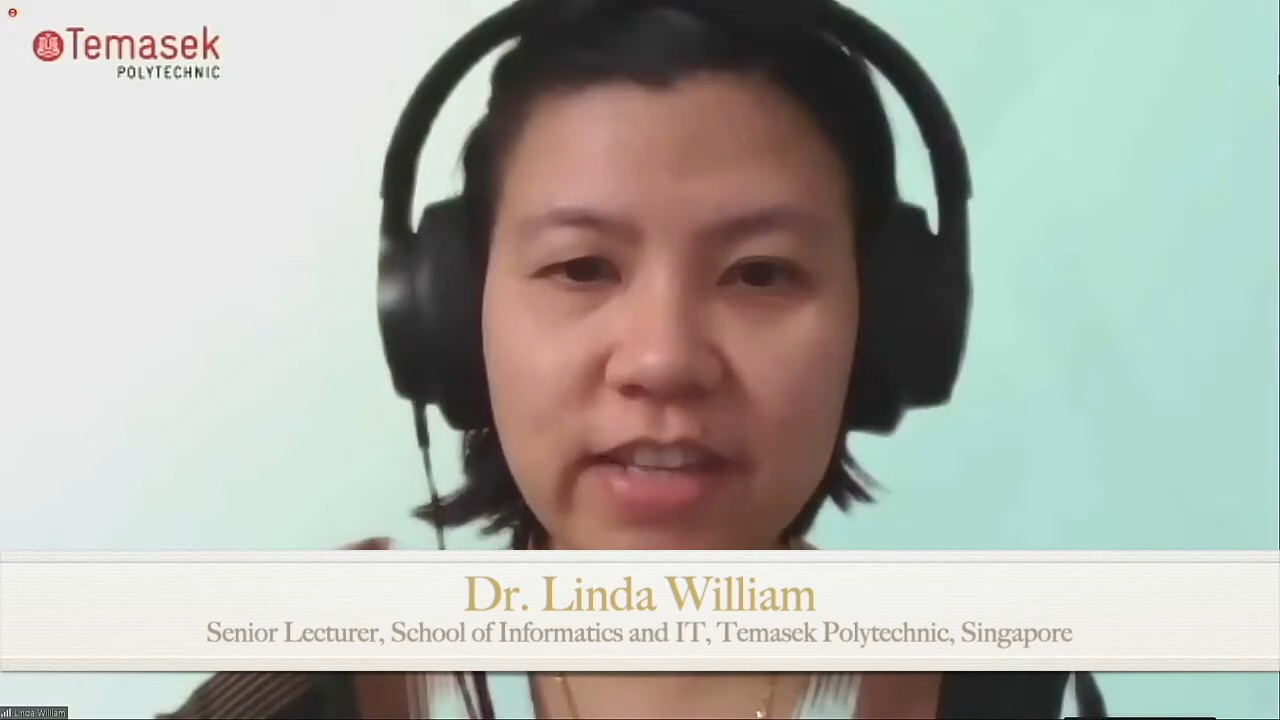 Temasek
POLYTECHNIC
Dr. Linda William
Senior Lecturer, School of Informatics and IT, Temasek Polytechnic, Singapore
Linda William